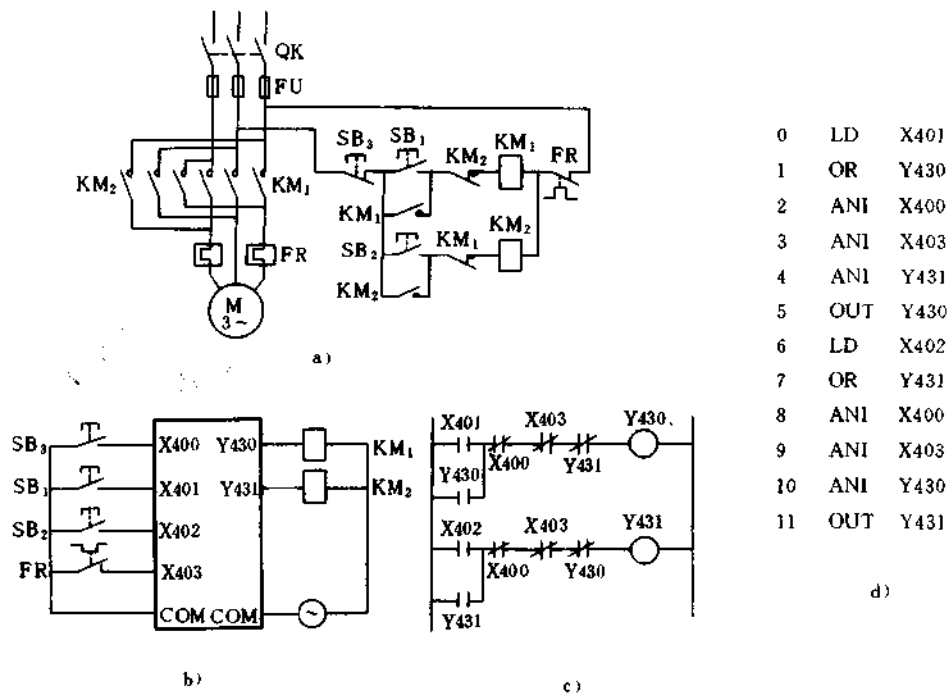 QK
FU
SB₃ SB₁ KM₂ KM₁ FR
KM₂ KM₁
KM₁ KM₂
SB₂ KM₁
FR
KM₂
M
3~
a)
SB₃ X400 Y430 KM₁
SB₁ X401 Y431 KM₂
SB₂ X402
FR X403
COM COM ~
b)
X401 X403 Y430
X400 Y431
Y430
X402 X403 Y431
X400 Y430
Y431
c)
0 LD X401
1 OR Y430
2 ANI X400
3 ANI X403
4 ANI Y431
5 OUT Y430
6 LD X402
7 OR Y431
8 ANI X400
9 ANI X403
10 ANI Y430
11 OUT Y431
d)